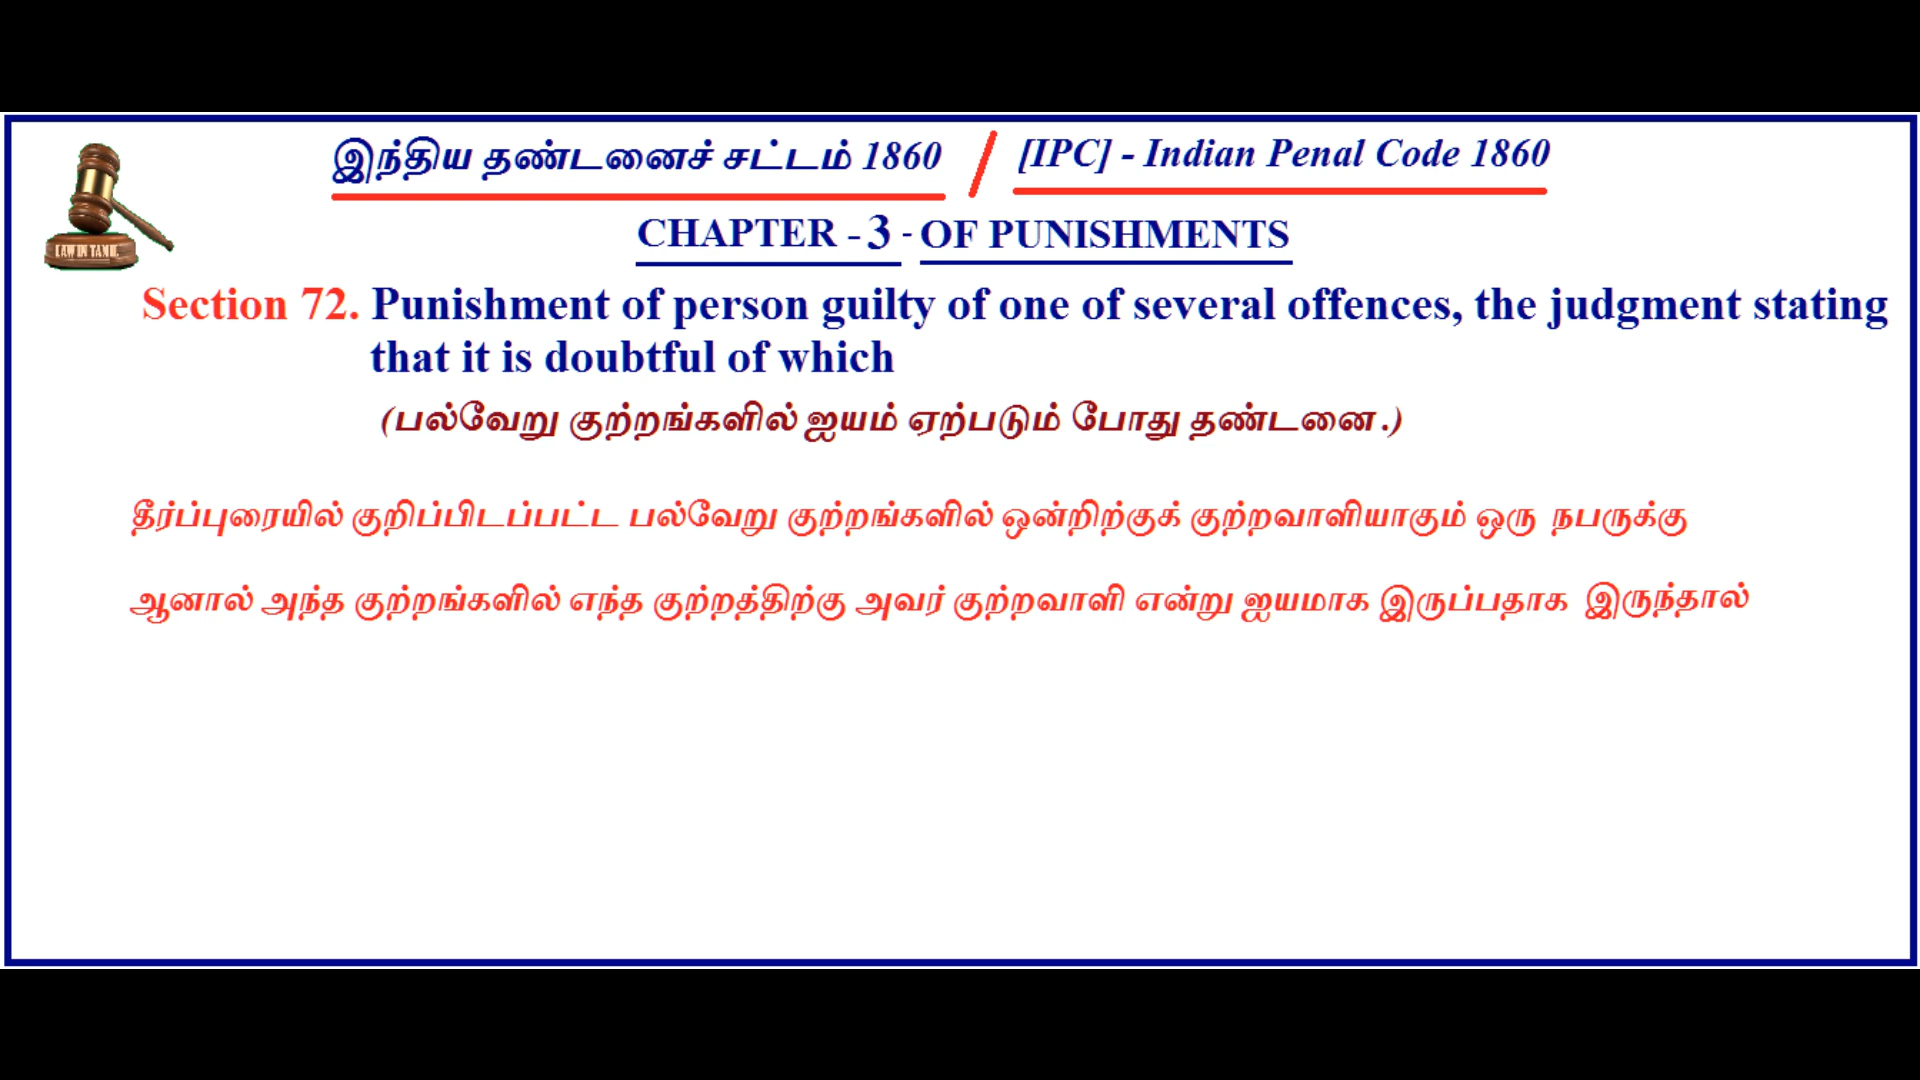 இந்திய தண்டனைச் சட்டம் 1860 / [IPC] - Indian Penal Code 1860
CHAPTER - 3 - OF PUNISHMENTS
LAW IN TAMIL
Section 72. Punishment of person guilty of one of several offences, the judgment stating
that it is doubtful of which
(பல்வேறு குற்றங்களில் ஐயம் ஏற்படும் போது தண்டனை.)
தீர்ப்புரையில் குறிப்பிடப்பட்ட பல்வேறு குற்றங்களில் ஒன்றிற்குக் குற்றவாளியாகும் ஒரு நபருக்கு
ஆனால் அந்த குற்றங்களில் எந்த குற்றத்திற்கு அவர் குற்றவாளி என்று ஐயமாக இருப்பதாக இருந்தால்